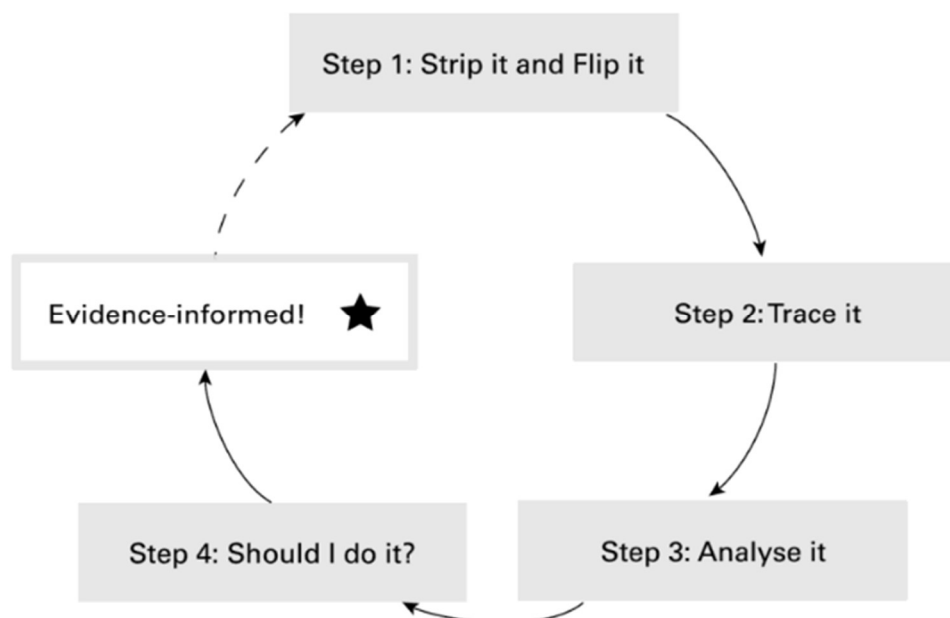 Step 1: Strip it and Flip it
Step 2: Trace it
Step 3: Analyse it
Step 4: Should I do it?
Evidence-informed!